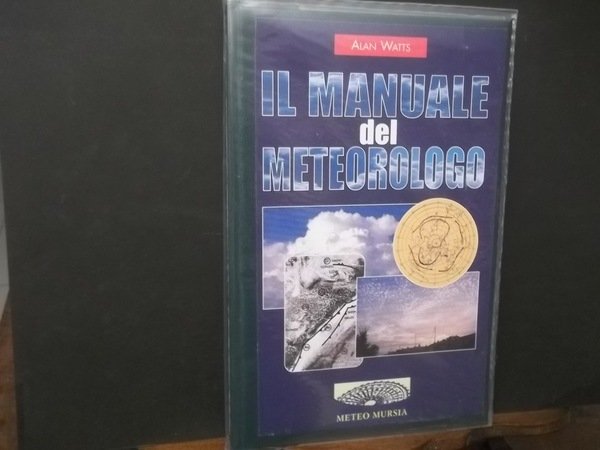 ALAN WATTS
IL MANUALE
del
METEOROLOGO
METEO MURSIA